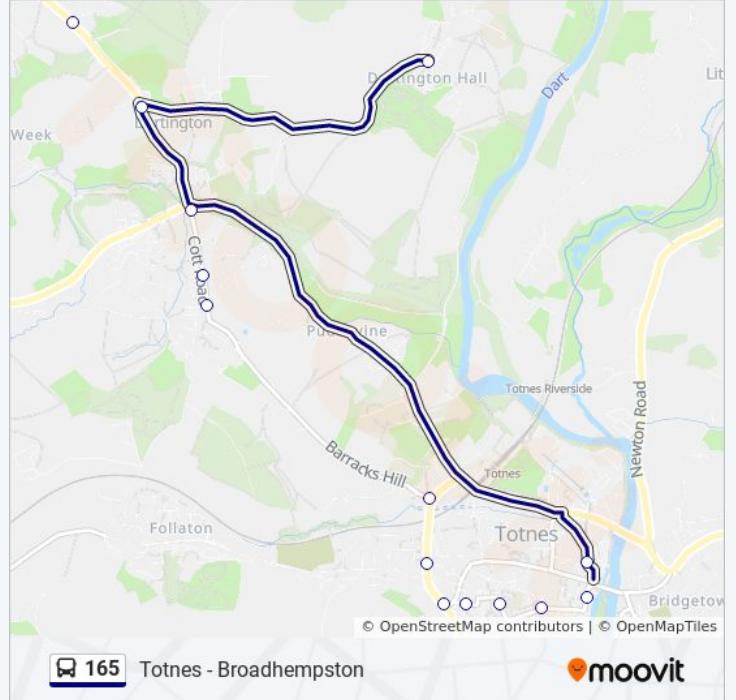 Dartington Hall
Dart
Lit
Dartington
Week
Cott Road
Puddavine
Totnes Riverside
Newton Road
Barracks Hill
Totnes
Follaton
Totnes
Bridgetow
© OpenStreetMap contributors | © OpenMapTiles
165 Totnes - Broadhempston
moovit